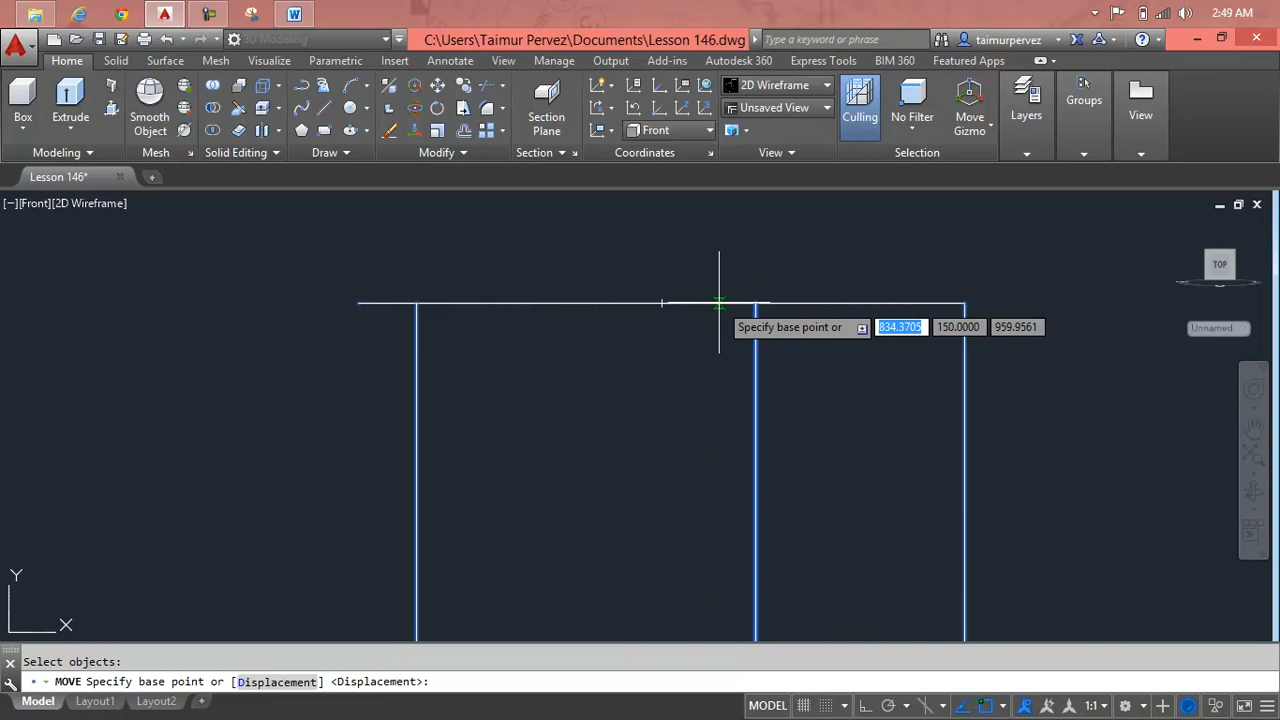 2:49 AM
3D Modeling
C:\Users\Taimur Pervez\Documents\Lesson 146.dwg
Type a keyword or phrase
taimurpervez
Home Solid Surface Mesh Visualize Parametric Insert Annotate View Manage Output Add-ins Autodesk 360 Express Tools BIM 360 Featured Apps
Box
Extrude
Smooth
Object
Section
Plane
2D Wireframe
Unsaved View
Front
Culling
No Filter
Move
Gizmo
Layers
Groups
View
Modeling Mesh Solid Editing Draw Modify Section Coordinates View Selection
Lesson 146*
[−][Front][2D Wireframe]
TOP
Unnamed
Specify base point or 834.3705 150.0000 959.9561
Y
X
Select objects:
MOVE Specify base point or [Displacement] <Displacement>:
Model Layout1 Layout2
MODEL
1:1